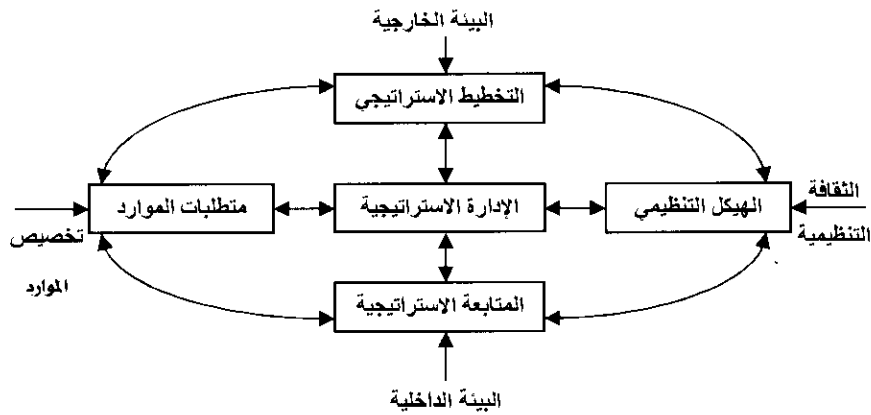 البيئة الخارجية
التخطيط الاستراتيجي
الثقافة
الهيكل التنظيمي
الإدارة الاستراتيجية
متطلبات الموارد
التنظيمية
تخصيص
الموارد
المتابعة الاستراتيجية
البيئة الداخلية